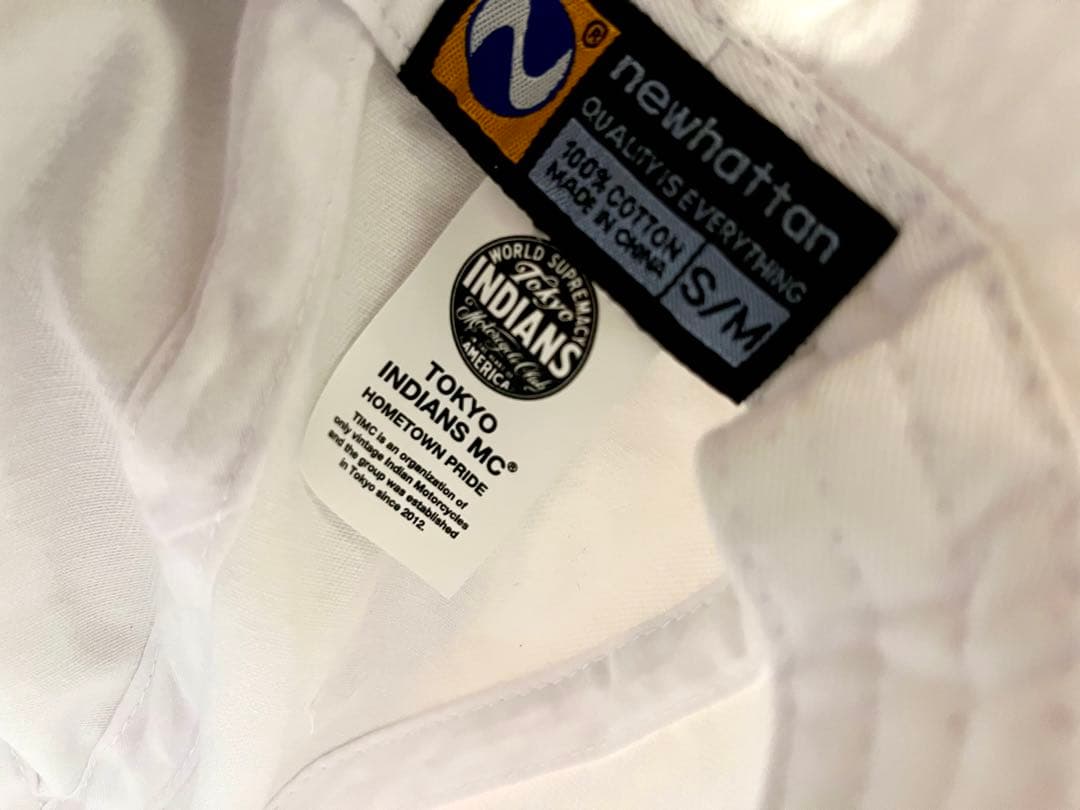 N
®
newhattan
QUALITY IS EVERYTHING
100% COTTON
MADE IN CHINA
S/M
WORLD SUPREMACY
Tokyo
INDIANS
Motorcycle Club
AMERICA
TOKYO
INDIANS MC®
HOMETOWN PRIDE
TIMC is an organization of
only vintage Indian Motorcycles
and the group was established
in Tokyo since 2012.